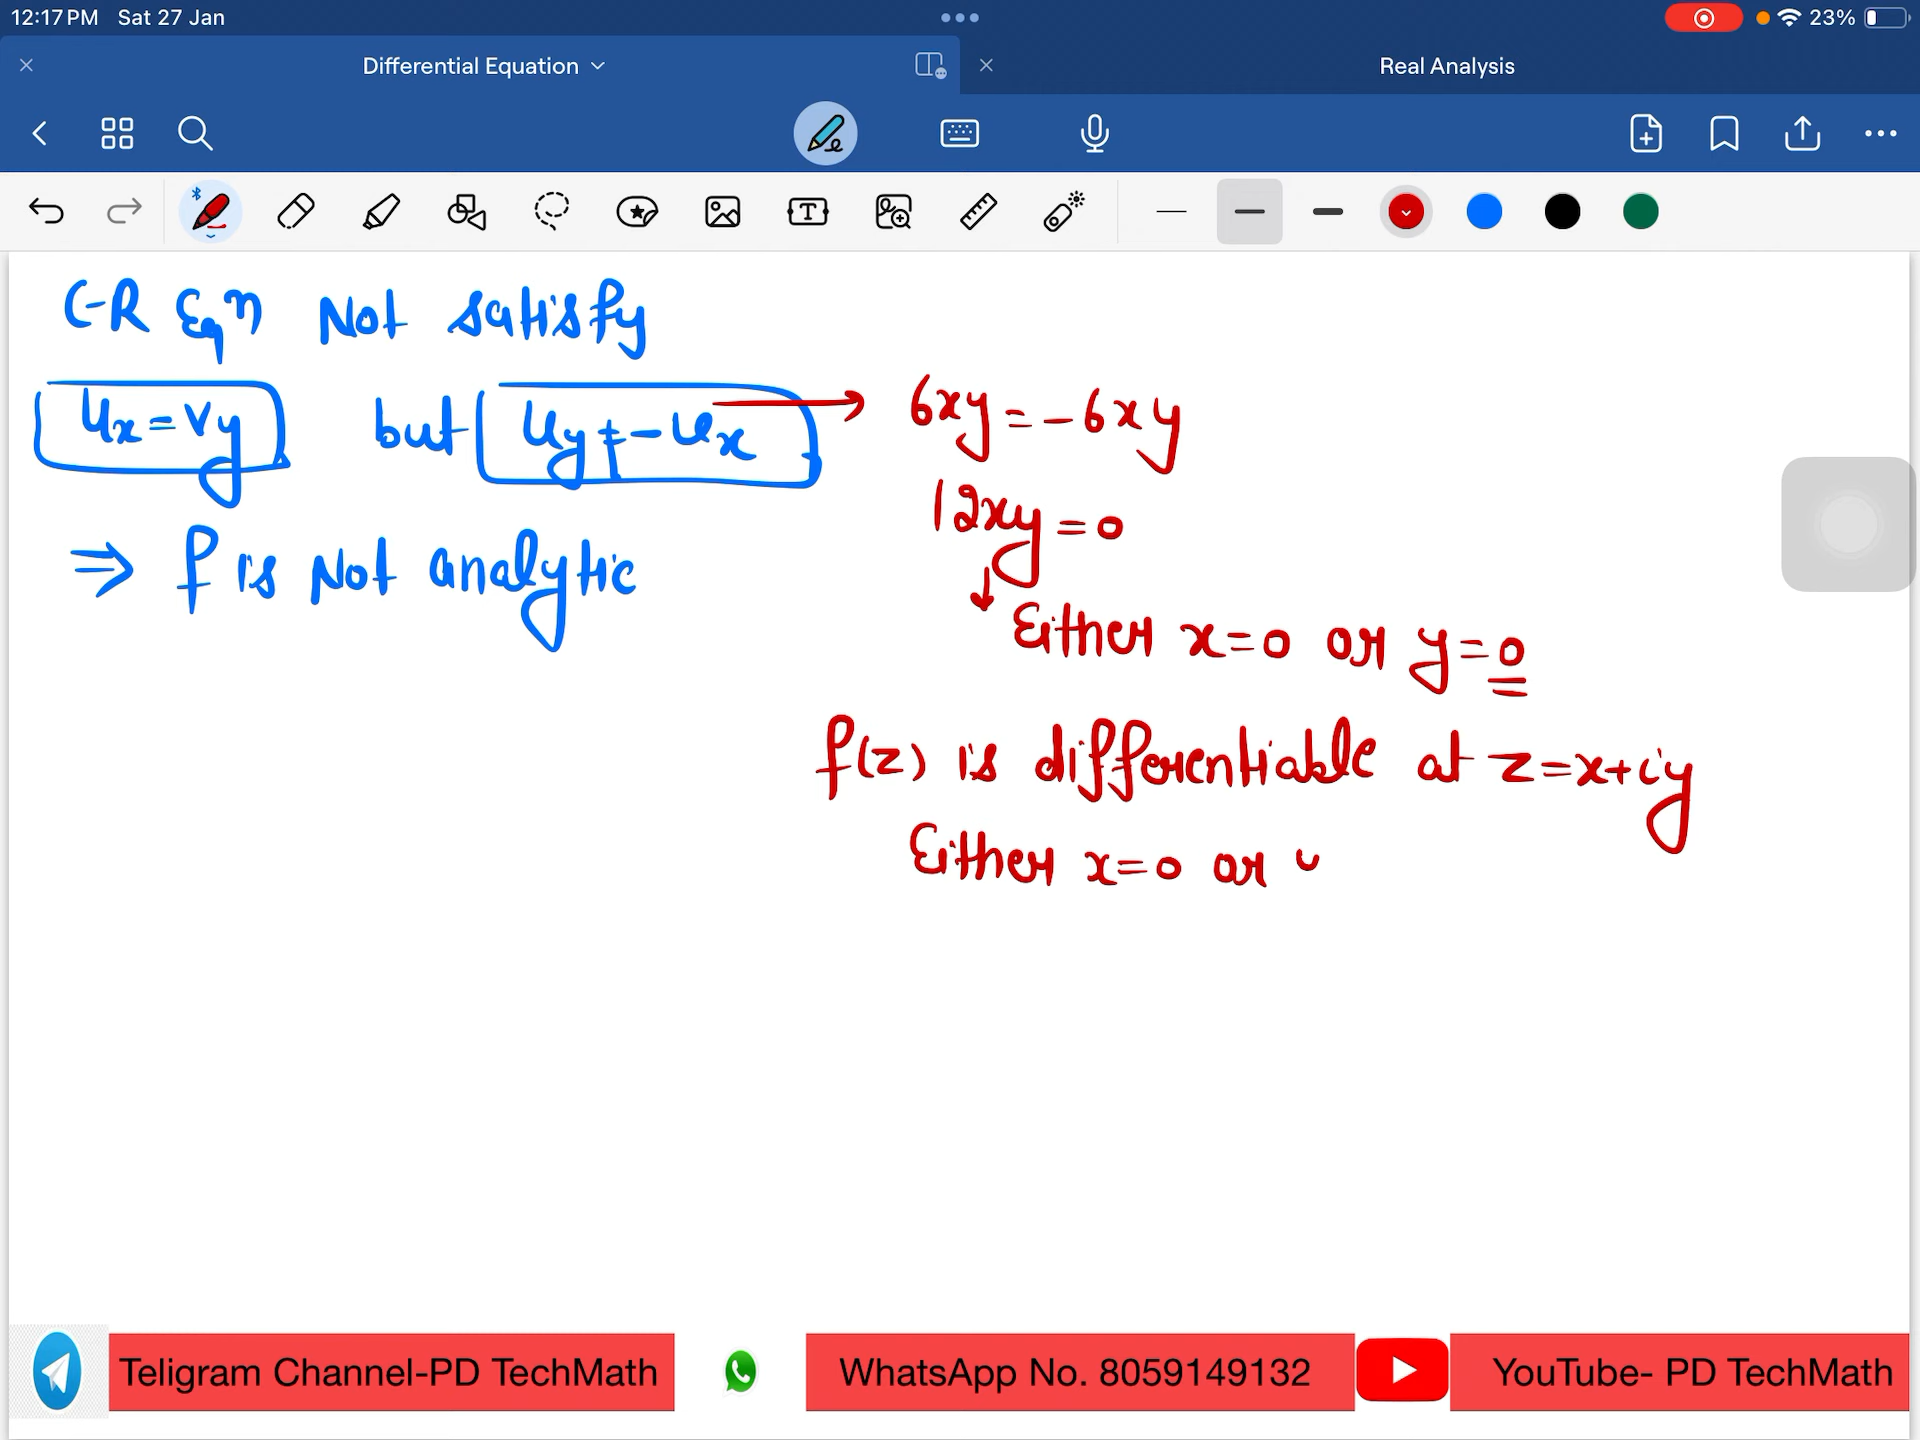 12:17 PM Sat 27 Jan
23%
Differential Equation
Real Analysis
C-R Eqn Not satisfy
ux = vy but uy ≠ -vx → 6xy = -6xy
12xy = 0
⇒ f is Not analytic
↓ Either x=0 or y=0
f(z) is differentiable at z=x+iy
Either x=0 or
Teligram Channel-PD TechMath
WhatsApp No. 8059149132
YouTube- PD TechMath